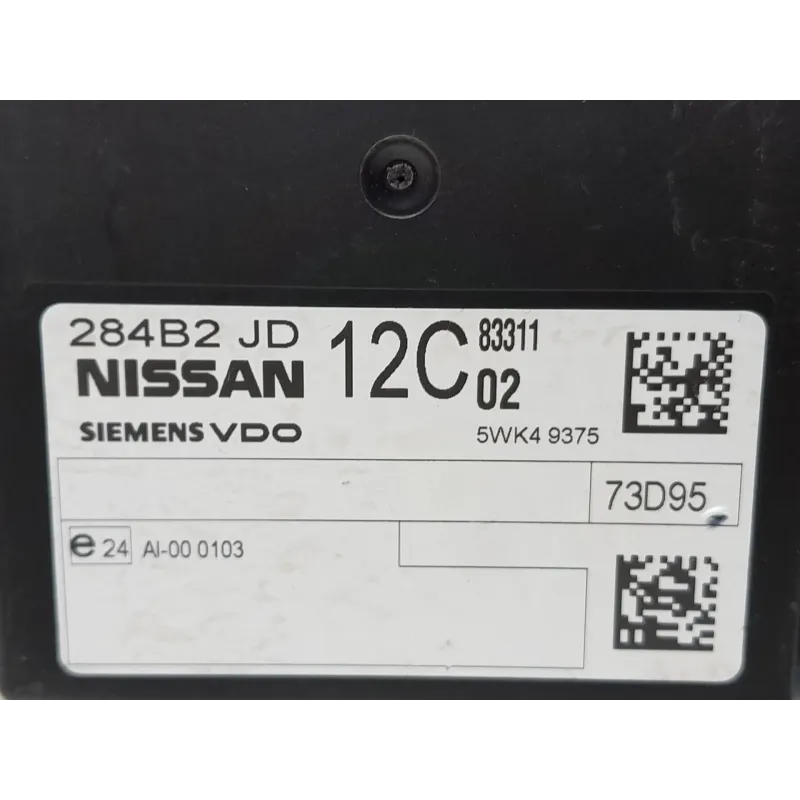 284B2 JD 12C 83311
NISSAN 02
SIEMENS VDO 5WK4 9375
73D95
e 24 AI-00 0103